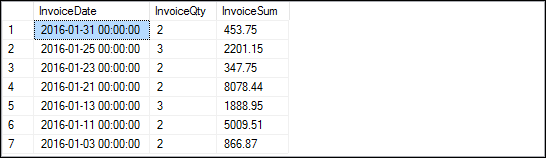 InvoiceDate InvoiceQty InvoiceSum
1 2016-01-31 00:00:00 2 453.75
2 2016-01-25 00:00:00 3 2201.15
3 2016-01-23 00:00:00 2 347.75
4 2016-01-21 00:00:00 2 8078.44
5 2016-01-13 00:00:00 3 1888.95
6 2016-01-11 00:00:00 2 5009.51
7 2016-01-03 00:00:00 2 866.87